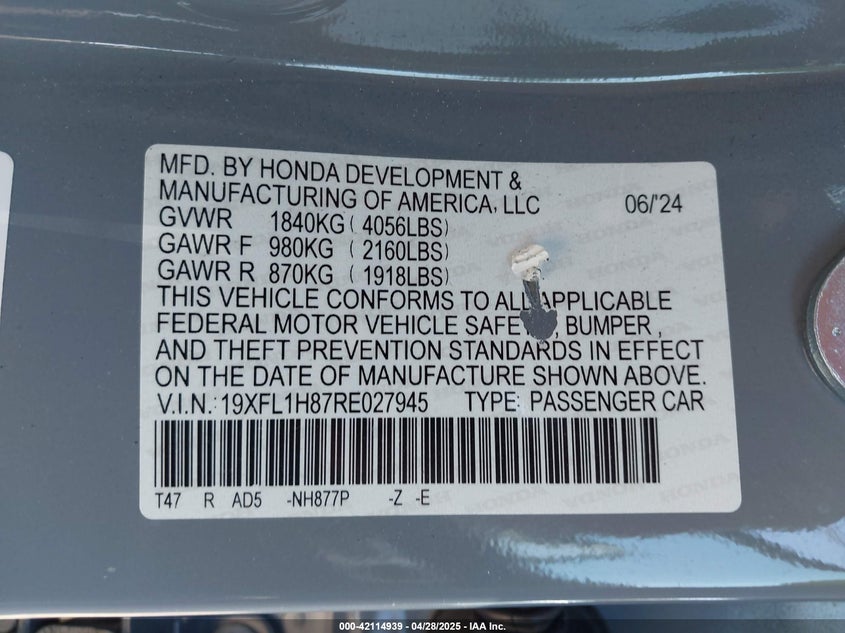 MFD. BY HONDA DEVELOPMENT &
MANUFACTURING OF AMERICA, LLC 06/'24
GVWR 1840KG ( 4056LBS)
GAWR F 980KG ( 2160LBS)
GAWR R 870KG ( 1918LBS)
THIS VEHICLE CONFORMS TO ALL APPLICABLE
FEDERAL MOTOR VEHICLE SAFETY, BUMPER ,
AND THEFT PREVENTION STANDARDS IN EFFECT
ON THE DATE OF MANUFACTURE SHOWN ABOVE.
V.I.N.: 19XFL1H87RE027945 TYPE: PASSENGER CAR
T47 R AD5 -NH877P -Z -E
000-42114939 - 04/28/2025 - IAA Inc.